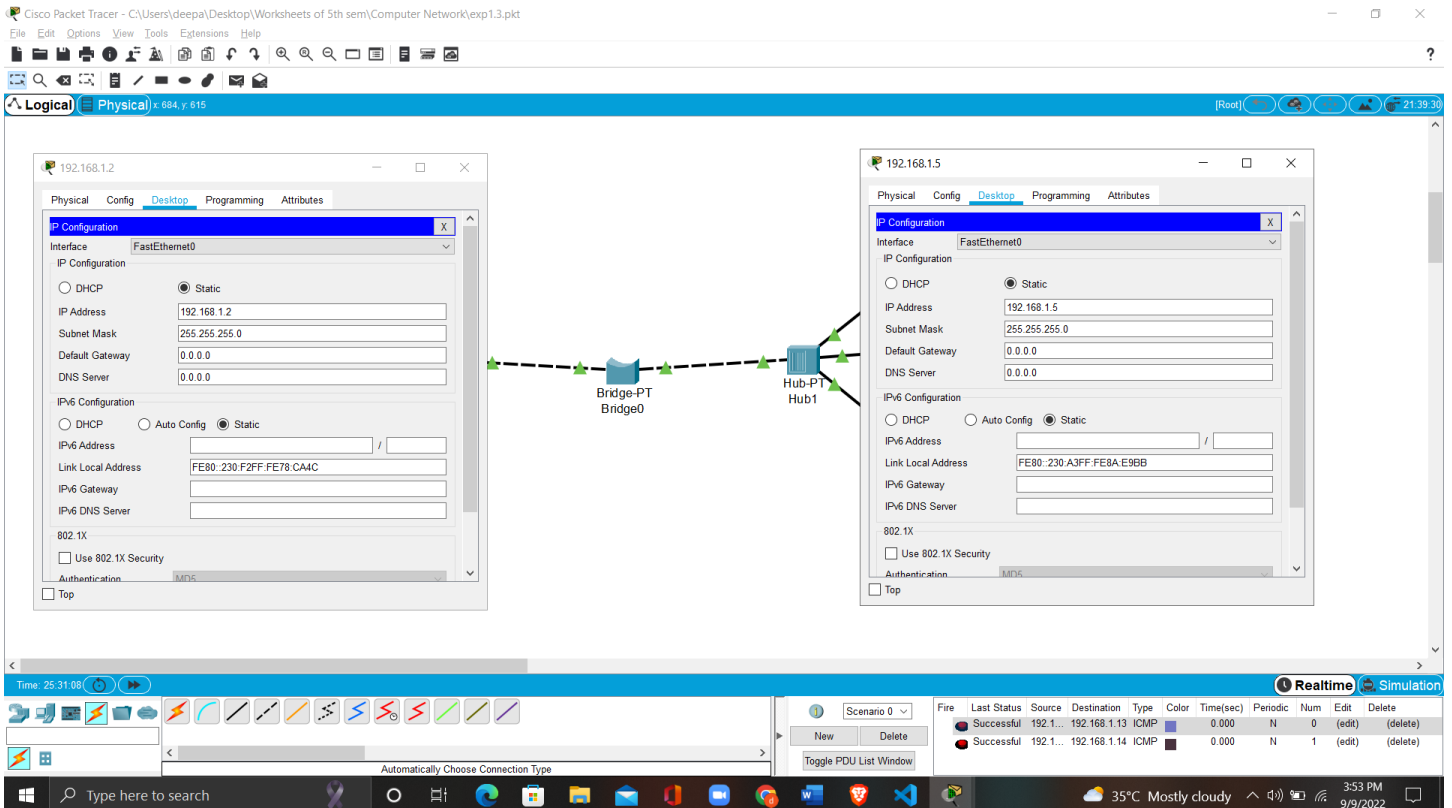 Cisco Packet Tracer - C:\Users\deepa\Desktop\Worksheets of 5th sem\Computer Network\exp1.3.pkt
File Edit Options View Tools Extensions Help
?
Logical Physical x: 684, y: 615 [Root] 21:39:30
192.168.1.2
Physical Config Desktop Programming Attributes
IP Configuration X
Interface FastEthernet0
IP Configuration
DHCP Static
IP Address 192.168.1.2
Subnet Mask 255.255.255.0
Default Gateway 0.0.0.0
DNS Server 0.0.0.0
IPv6 Configuration
DHCP Auto Config Static
IPv6 Address /
Link Local Address FE80::230:F2FF:FE78:CA4C
IPv6 Gateway
IPv6 DNS Server
802.1X
Use 802.1X Security
Authentication MD5
Top
Bridge-PT
Bridge0
Hub-PT
Hub1
192.168.1.5
Physical Config Desktop Programming Attributes
IP Configuration X
Interface FastEthernet0
IP Configuration
DHCP Static
IP Address 192.168.1.5
Subnet Mask 255.255.255.0
Default Gateway 0.0.0.0
DNS Server 0.0.0.0
IPv6 Configuration
DHCP Auto Config Static
IPv6 Address /
Link Local Address FE80::230:A3FF:FE8A:E9BB
IPv6 Gateway
IPv6 DNS Server
802.1X
Use 802.1X Security
Authentication MD5
Top
Time: 25:31:08 Realtime Simulation
Automatically Choose Connection Type
Scenario 0
New Delete
Toggle PDU List Window
Fire Last Status Source Destination Type Color Time(sec) Periodic Num Edit Delete
Successful 192.1... 192.168.1.13 ICMP 0.000 N 0 (edit) (delete)
Successful 192.1... 192.168.1.14 ICMP 0.000 N 1 (edit) (delete)
Type here to search
35°C Mostly cloudy
3:53 PM
9/9/2022